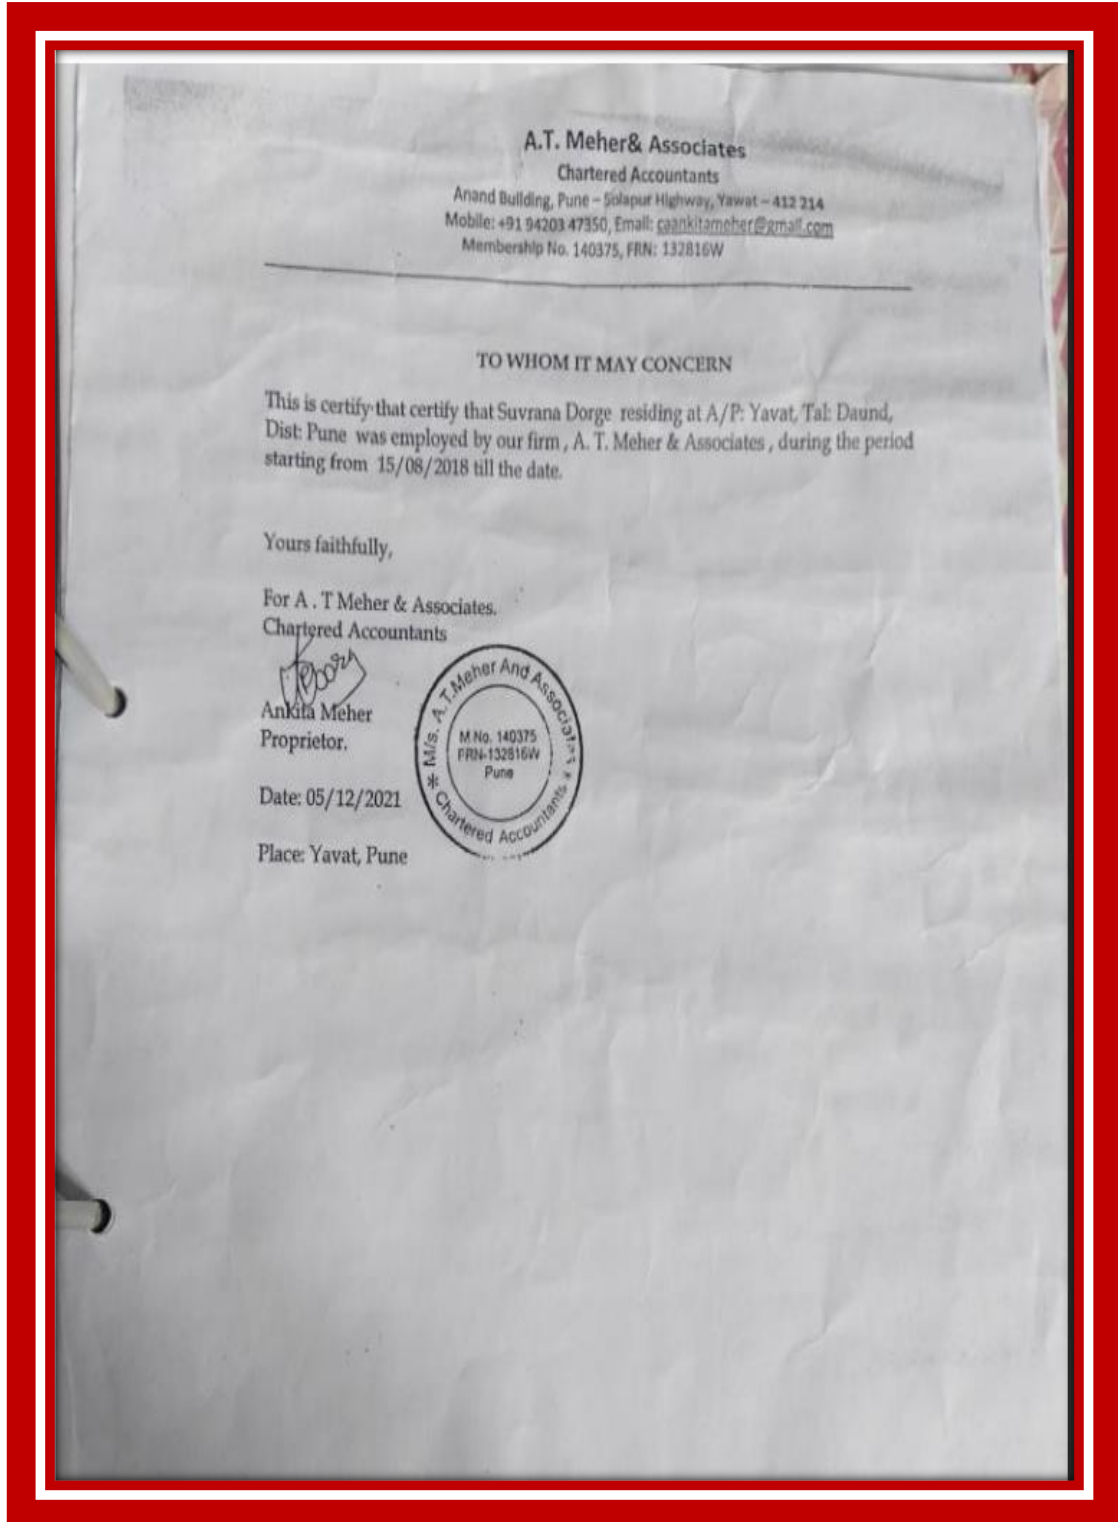 A.T. Meher& Associates
Chartered Accountants
Anand Building, Pune – Solapur Highway, Yawat – 412 214
Mobile: +91 94203 47350, Email: caankitameher@gmail.com
Membership No. 140375, FRN: 132816W
TO WHOM IT MAY CONCERN
This is certify that certify that Suvrana Dorge residing at A/P: Yavat, Tal: Daund,
Dist: Pune was employed by our firm , A. T. Meher & Associates , during the period
starting from 15/08/2018 till the date.
Yours faithfully,
For A . T Meher & Associates.
Chartered Accountants
Ankita Meher
Proprietor.
Date: 05/12/2021
Place: Yavat, Pune
* M/s. A.T.Meher And Associates *
Chartered Accountants
M No. 140375
FRN-132816W
Pune